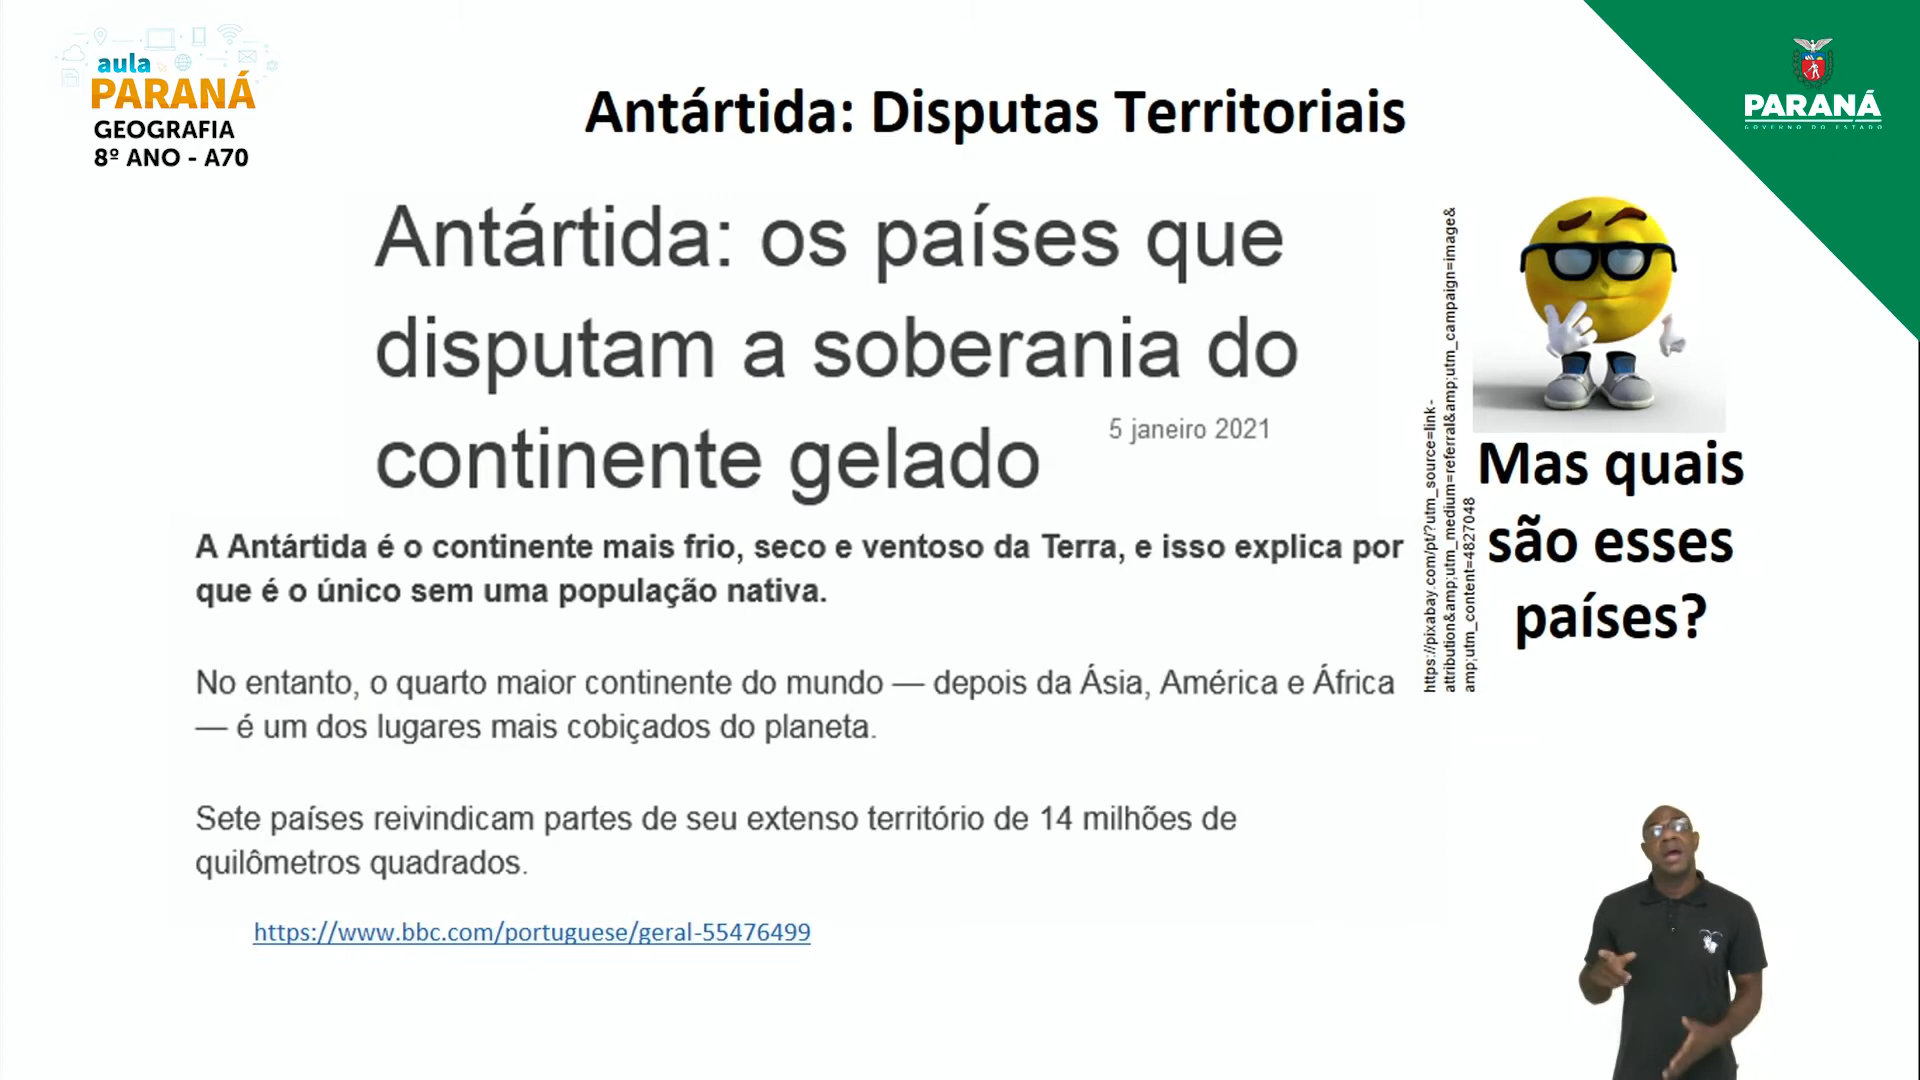 aula
PARANÁ
GEOGRAFIA
8º ANO - A70
Antártida: Disputas Territoriais
PARANÁ
GOVERNO DO ESTADO
Antártida: os países que
disputam a soberania do
continente gelado
5 janeiro 2021
A Antártida é o continente mais frio, seco e ventoso da Terra, e isso explica por
que é o único sem uma população nativa.
No entanto, o quarto maior continente do mundo — depois da Ásia, América e África
— é um dos lugares mais cobiçados do planeta.
Sete países reivindicam partes de seu extenso território de 14 milhões de
quilômetros quadrados.
https://www.bbc.com/portuguese/geral-55476499
https://pixabay.com/pt/?utm_source=link-
attribution&amp;utm_medium=referral&amp;utm_campaign=image&
amp;utm_content=4827048
Mas quais
são esses
países?